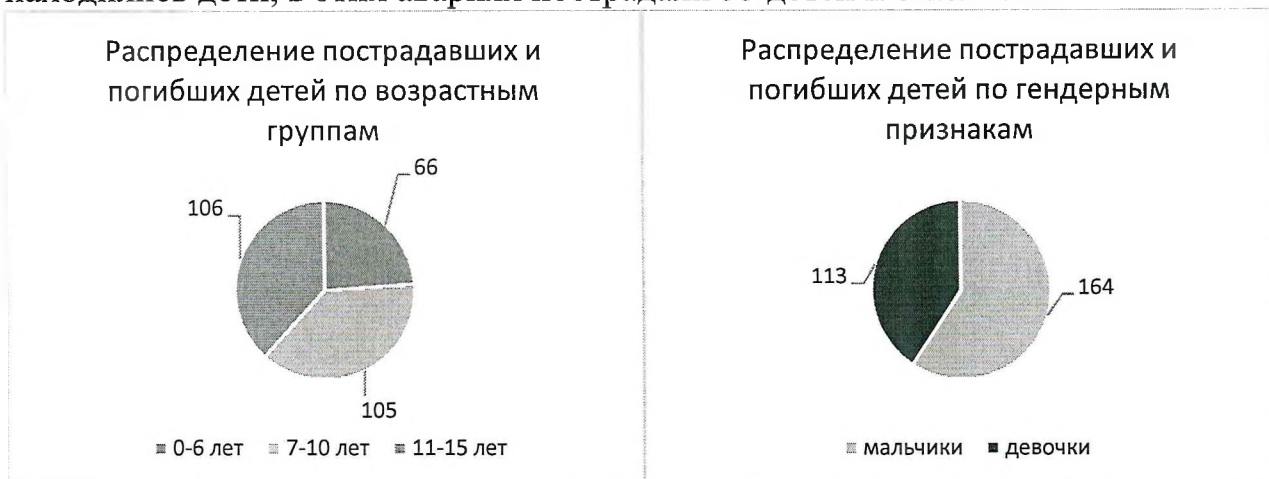 Распределение пострадавших и
погибших детей по возрастным
группам
66
106
105
0-6 лет 7-10 лет 11-15 лет
Распределение пострадавших и
погибших детей по гендерным
признакам
113
164
мальчики девочки